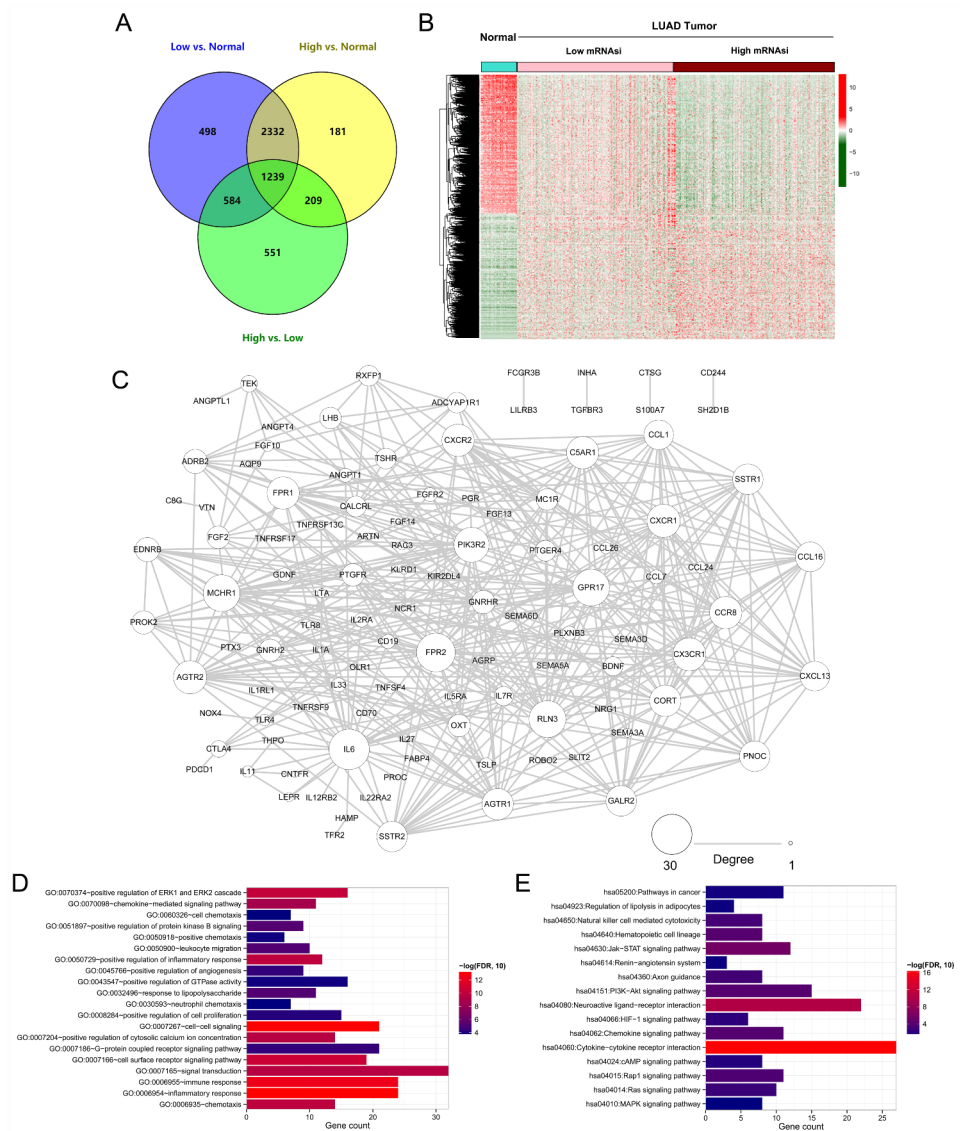 A
Low vs. Normal
High vs. Normal
498
2332
181
1239
584
209
551
High vs. Low
B
LUAD Tumor
Normal
Low mRNAsi
High mRNAsi
10
5
0
−5
−10
C
RXFP1
FCGR3B
INHA
CTSG
CD244
TEK
ANGPTL1
ADCYAP1R1
LILRB3
TGFBR3
S100A7
SH2D1B
LHB
ANGPT4
CXCR2
CCL1
FGF10
C5AR1
TSHR
ADRB2
AQP9
ANGPT1
SSTR1
FPR1
FGFR2
PGR
MC1R
C8G
VTN
CALCRL
FGF13
CXCR1
TNFRSF13C
FGF14
FGF2
TNFRSF17
ARTN
RAC3
PIK3R2
PTGER4
CCL26
EDNRB
CCL16
CCL24
GDNF
PTGFR
KLRD1
KIR2DL4
CCL7
GPR17
MCHR1
LTA
GNRHR
NCR1
SEMA6D
CCR8
PROK2
IL2RA
TLR8
PLXNB3
SEMA3D
PTX3
GNRH2
IL1A
CD19
FPR2
AGRP
CX3CR1
OLR1
SEMA5A
BDNF
AGTR2
CXCL13
IL1RL1
IL33
TNFSF4
IL5RA
IL7R
CORT
TNFRSF9
CD70
NRG1
NOX4
TLR4
RLN3
OXT
SEMA3A
CTLA4
THPO
IL6
IL27
FABP4
ROBO2
SLIT2
PNOC
PDCD1
IL11
CNTFR
PROC
TSLP
LEPR
IL12RB2
IL22RA2
AGTR1
GALR2
HAMP
TFR2
SSTR2
30
Degree
1
D
GO:0070374~positive regulation of ERK1 and ERK2 cascade
GO:0070098~chemokine−mediated signaling pathway
GO:0060326~cell chemotaxis
GO:0051897~positive regulation of protein kinase B signaling
GO:0050918~positive chemotaxis
GO:0050900~leukocyte migration
GO:0050729~positive regulation of inflammatory response
GO:0045766~positive regulation of angiogenesis
GO:0043547~positive regulation of GTPase activity
GO:0032496~response to lipopolysaccharide
GO:0030593~neutrophil chemotaxis
GO:0008284~positive regulation of cell proliferation
GO:0007267~cell−cell signaling
GO:0007204~positive regulation of cytosolic calcium ion concentration
GO:0007186~G−protein coupled receptor signaling pathway
GO:0007166~cell surface receptor signaling pathway
GO:0007165~signal transduction
GO:0006955~immune response
GO:0006954~inflammatory response
GO:0006935~chemotaxis
0
10
20
30
Gene count
−log(FDR, 10)
12
10
8
6
4
E
hsa05200:Pathways in cancer
hsa04923:Regulation of lipolysis in adipocytes
hsa04650:Natural killer cell mediated cytotoxicity
hsa04640:Hematopoietic cell lineage
hsa04630:Jak−STAT signaling pathway
hsa04614:Renin−angiotensin system
hsa04360:Axon guidance
hsa04151:PI3K−Akt signaling pathway
hsa04080:Neuroactive ligand−receptor interaction
hsa04066:HIF−1 signaling pathway
hsa04062:Chemokine signaling pathway
hsa04060:Cytokine−cytokine receptor interaction
hsa04024:cAMP signaling pathway
hsa04015:Rap1 signaling pathway
hsa04014:Ras signaling pathway
hsa04010:MAPK signaling pathway
0
5
10
15
20
25
Gene count
−log(FDR, 10)
16
12
8
4